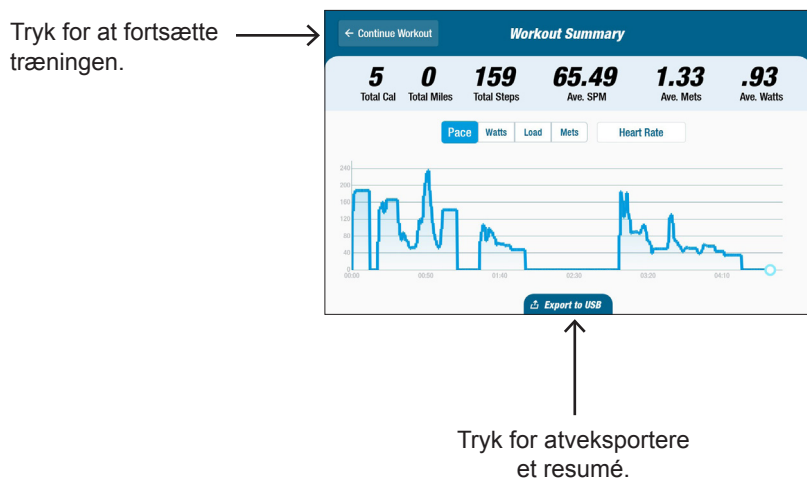 Tryk for at fortsætte
træningen.
← Continue Workout
Workout Summary
5 0 159 65.49 1.33 .93
Total Cal Total Miles Total Steps Ave. SPM Ave. Mets Ave. Watts
Pace Watts Load Mets Heart Rate
240
200
160
120
80
40
0
00:00 00:50 01:40 02:30 03:20 04:10
Export to USB
Tryk for atveksportere
et resumé.